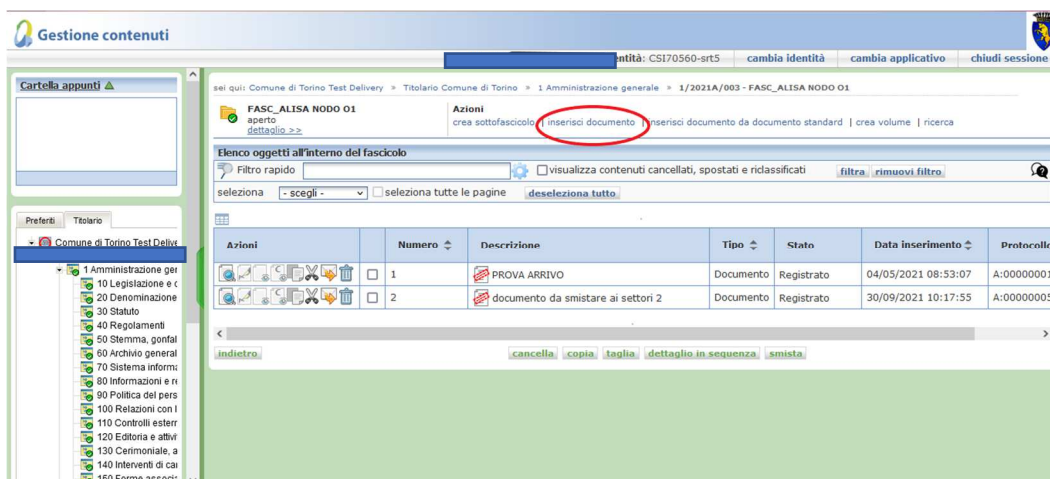 Gestione contenuti
entità: CSI70560-srt5 cambia identità cambia applicativo chiudi sessione
Cartella appunti
sei qui: Comune di Torino Test Delivery » Titolario Comune di Torino » 1 Amministrazione generale » 1/2021A/003 - FASC_ALISA NODO O1
FASC_ALISA NODO O1
aperto
dettaglio >>
Azioni
crea sottofascicolo | inserisci documento | inserisci documento da documento standard | crea volume | ricerca
Elenco oggetti all'interno del fascicolo
Filtro rapido visualizza contenuti cancellati, spostati e riclassificati filtra rimuovi filtro
seleziona - scegli - seleziona tutte le pagine deseleziona tutto
Preferiti Titolario
Comune di Torino Test Delive
1 Amministrazione ger
10 Legislazione e c
20 Denominazione
30 Statuto
40 Regolamenti
50 Stemma, gonfal
60 Archivio general
70 Sistema informa
80 Informazioni e re
90 Politica del pers
100 Relazioni con l
110 Controlli estern
120 Editoria e attivi
130 Cerimoniale, a
140 Interventi di car
150 Forme associa
Azioni Numero Descrizione Tipo Stato Data inserimento Protocollo
1 PROVA ARRIVO Documento Registrato 04/05/2021 08:53:07 A:00000001
2 documento da smistare ai settori 2 Documento Registrato 30/09/2021 10:17:55 A:00000005
indietro cancella copia taglia dettaglio in sequenza smista